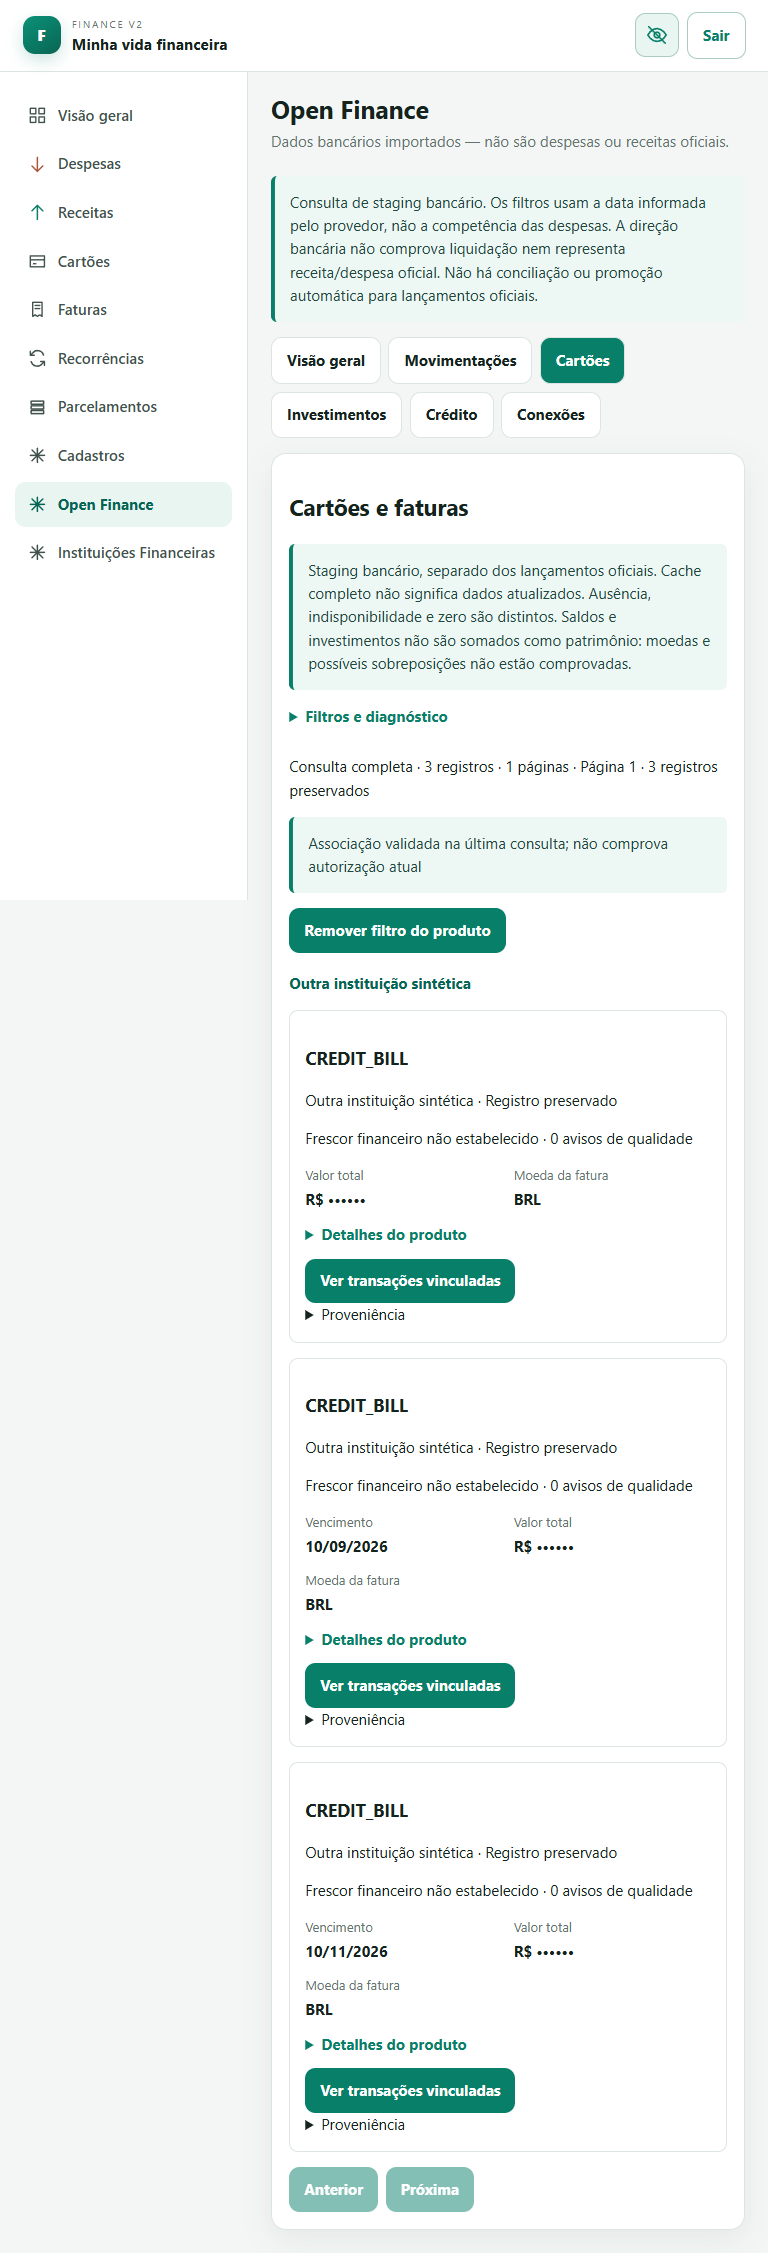 F
FINANCE V2
Minha vida financeira
Sair
Visão geral
Despesas
Receitas
Cartões
Faturas
Recorrências
Parcelamentos
Cadastros
Open Finance
Instituições Financeiras
Open Finance
Dados bancários importados — não são despesas ou receitas oficiais.
Consulta de staging bancário. Os filtros usam a data informada
pelo provedor, não a competência das despesas. A direção
bancária não comprova liquidação nem representa
receita/despesa oficial. Não há conciliação ou promoção
automática para lançamentos oficiais.
Visão geral
Movimentações
Cartões
Investimentos
Crédito
Conexões
Cartões e faturas
Staging bancário, separado dos lançamentos oficiais. Cache
completo não significa dados atualizados. Ausência,
indisponibilidade e zero são distintos. Saldos e
investimentos não são somados como patrimônio: moedas e
possíveis sobreposições não estão comprovadas.
Filtros e diagnóstico
Consulta completa · 3 registros · 1 páginas · Página 1 · 3 registros
preservados
Associação validada na última consulta; não comprova
autorização atual
Remover filtro do produto
Outra instituição sintética
CREDIT_BILL
Outra instituição sintética · Registro preservado
Frescor financeiro não estabelecido · 0 avisos de qualidade
Valor total
Moeda da fatura
R$ ••••••
BRL
Detalhes do produto
Ver transações vinculadas
Proveniência
CREDIT_BILL
Outra instituição sintética · Registro preservado
Frescor financeiro não estabelecido · 0 avisos de qualidade
Vencimento
Valor total
10/09/2026
R$ ••••••
Moeda da fatura
BRL
Detalhes do produto
Ver transações vinculadas
Proveniência
CREDIT_BILL
Outra instituição sintética · Registro preservado
Frescor financeiro não estabelecido · 0 avisos de qualidade
Vencimento
Valor total
10/11/2026
R$ ••••••
Moeda da fatura
BRL
Detalhes do produto
Ver transações vinculadas
Proveniência
Anterior
Próxima